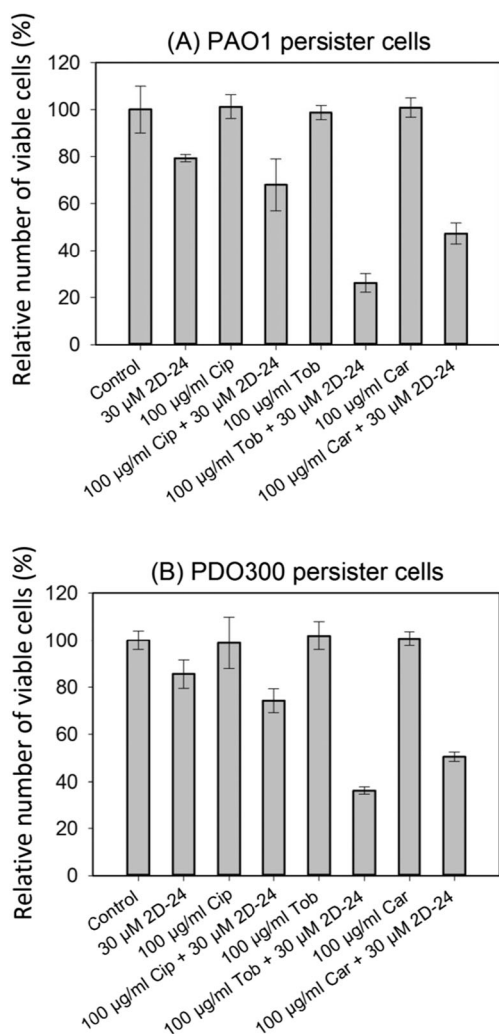 (A) PAO1 persister cells
Relative number of viable cells (%)
120
100
80
60
40
20
0
Control
30 µM 2D-24
100 µg/ml Cip
100 µg/ml Cip + 30 µM 2D-24
100 µg/ml Tob
100 µg/ml Tob + 30 µM 2D-24
100 µg/ml Car
100 µg/ml Car + 30 µM 2D-24
(B) PDO300 persister cells
Relative number of viable cells (%)
120
100
80
60
40
20
0
Control
30 µM 2D-24
100 µg/ml Cip
100 µg/ml Cip + 30 µM 2D-24
100 µg/ml Tob
100 µg/ml Tob + 30 µM 2D-24
100 µg/ml Car
100 µg/ml Car + 30 µM 2D-24